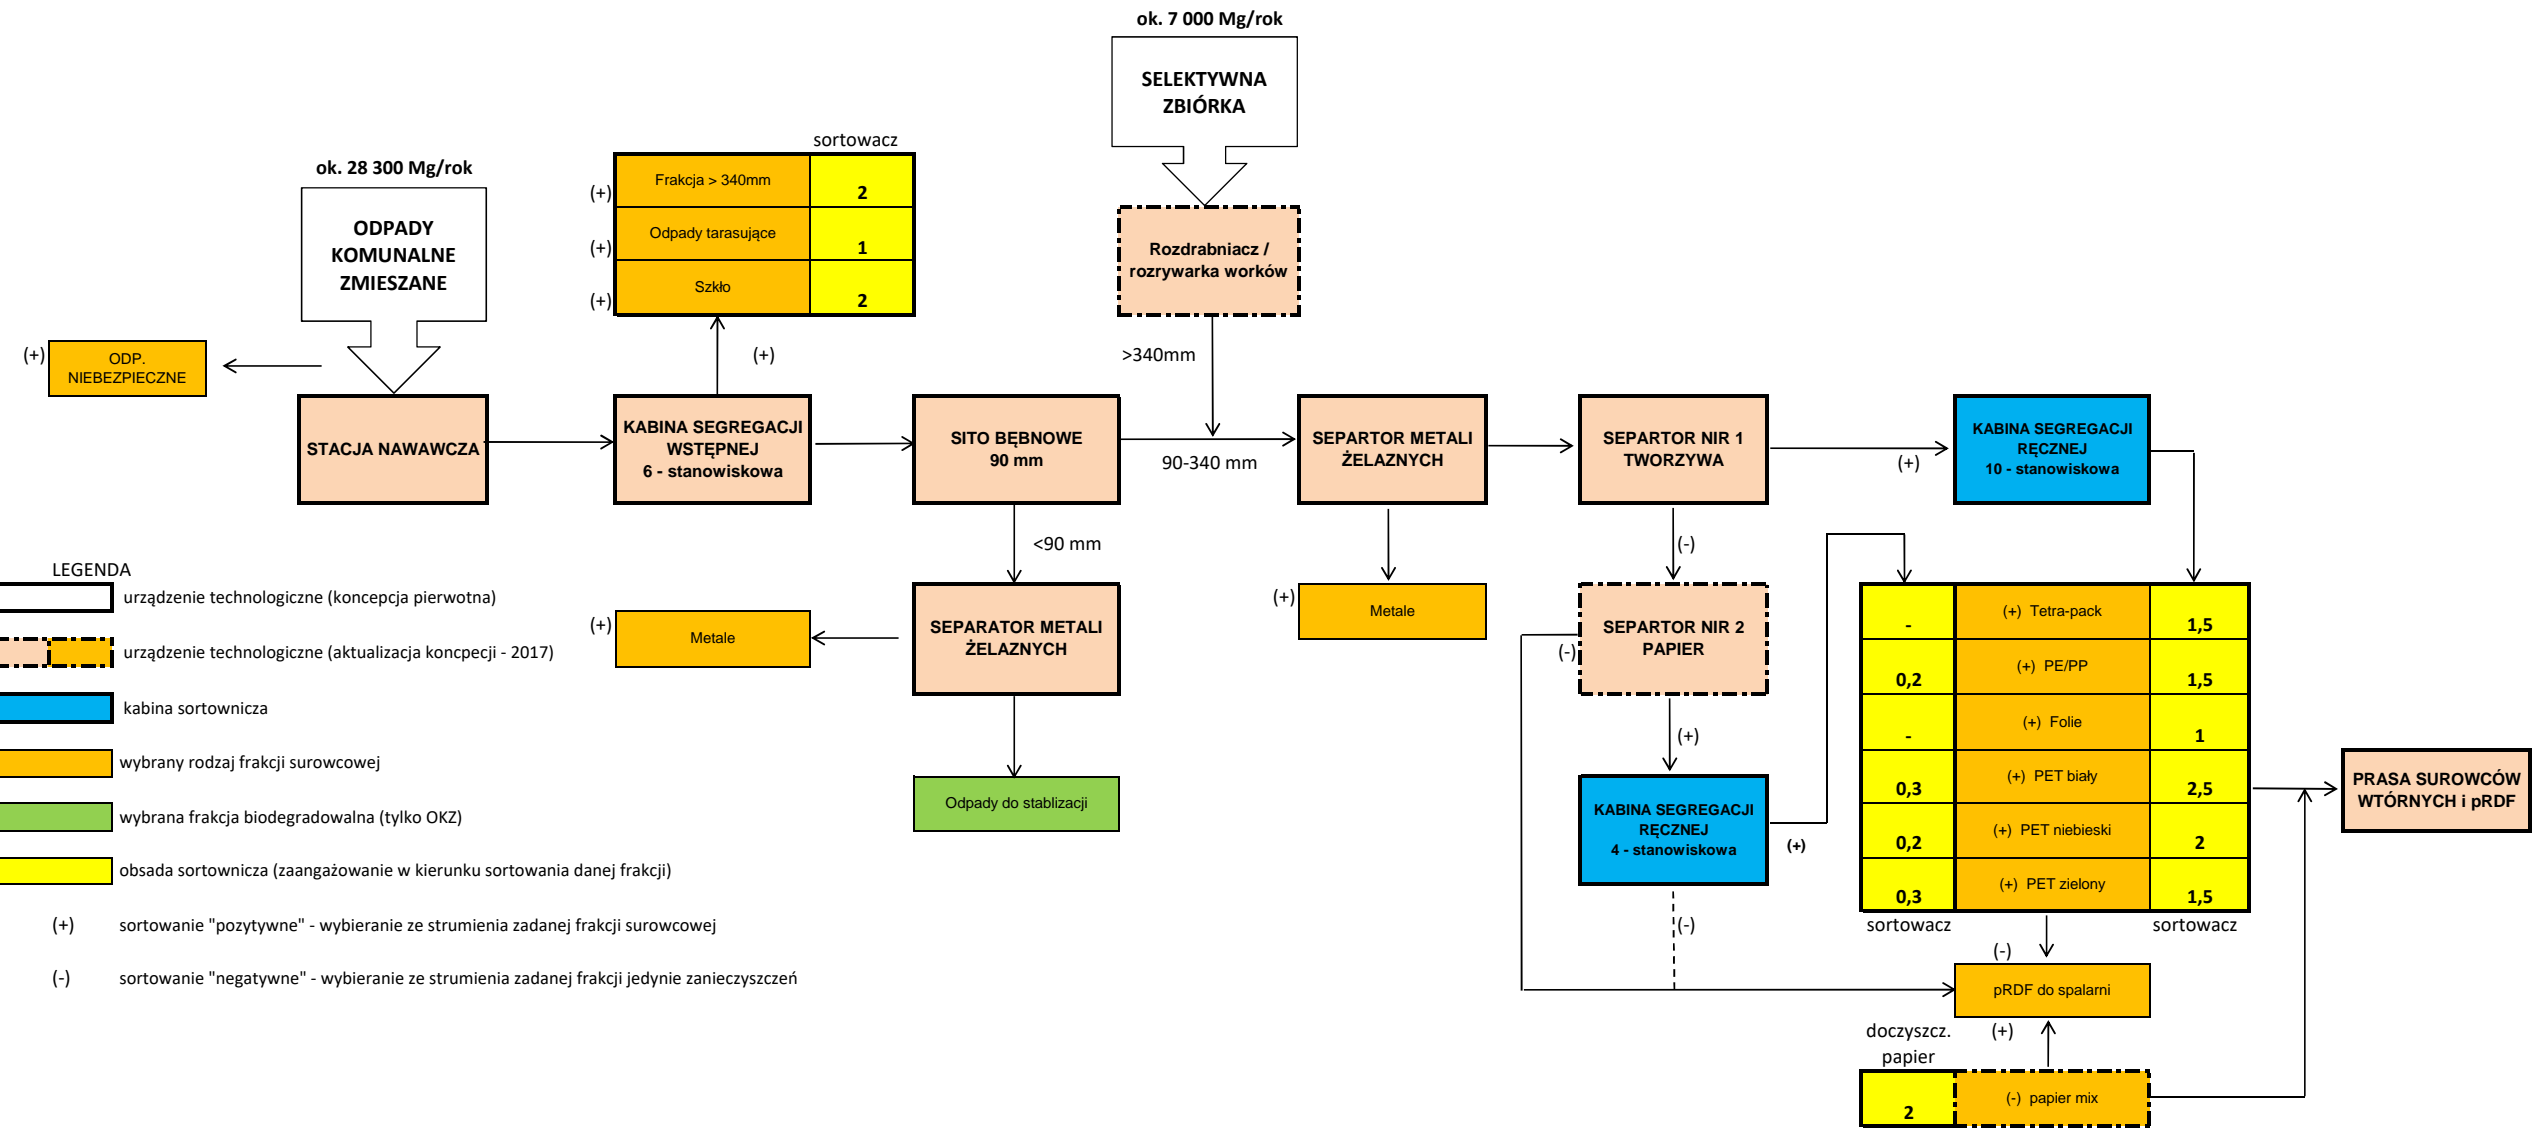 ok. 7 000 Mg/rok
SELEKTYWNA
ZBIÓRKA
sortowacz
ok. 28 300 Mg/rok
ODPADY
KOMUNALNE
ZMIESZANE
(+) Frakcja > 340mm 2
(+) Odpady tarasujące 1
(+) Szkło 2
Rozdrabniacz /
rozrywarka worków
(+) ODP.
NIEBEZPIECZNE
(+)
>340mm
STACJA NAWAWCZA
KABINA SEGREGACJI
WSTĘPNEJ
6 - stanowiskowa
SITO BĘBNOWE
90 mm
90-340 mm
SEPARTOR METALI
ŻELAZNYCH
SEPARTOR NIR 1
TWORZYWA
(+)
KABINA SEGREGACJI
RĘCZNEJ
10 - stanowiskowa
<90 mm
(-)
LEGENDA
urządzenie technologiczne (koncepcja pierwotna)
urządzenie technologiczne (aktualizacja koncpecji - 2017)
kabina sortownicza
wybrany rodzaj frakcji surowcowej
wybrana frakcja biodegradowalna (tylko OKZ)
obsada sortownicza (zaangażowanie w kierunku sortowania danej frakcji)
(+) sortowanie "pozytywne" - wybieranie ze strumienia zadanej frakcji surowcowej
(-) sortowanie "negatywne" - wybieranie ze strumienia zadanej frakcji jedynie zanieczyszczeń
(+) Metale
SEPARATOR METALI
ŻELAZNYCH
Odpady do stablizacji
(+) Metale
(-)
SEPARTOR NIR 2
PAPIER
(+)
KABINA SEGREGACJI
RĘCZNEJ
4 - stanowiskowa
(+)
(-)
- (+) Tetra-pack 1,5
0,2 (+) PE/PP 1,5
- (+) Folie 1
0,3 (+) PET biały 2,5
0,2 (+) PET niebieski 2
0,3 (+) PET zielony 1,5
sortowacz sortowacz
PRASA SUROWCÓW
WTÓRNYCH i pRDF
(-)
pRDF do spalarni
doczyszcz. (+)
papier
2 (-) papier mix